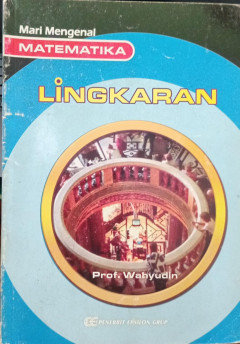 Mari Mengenal
MATEMATIKA
LINGKARAN
Prof. Wahyudin